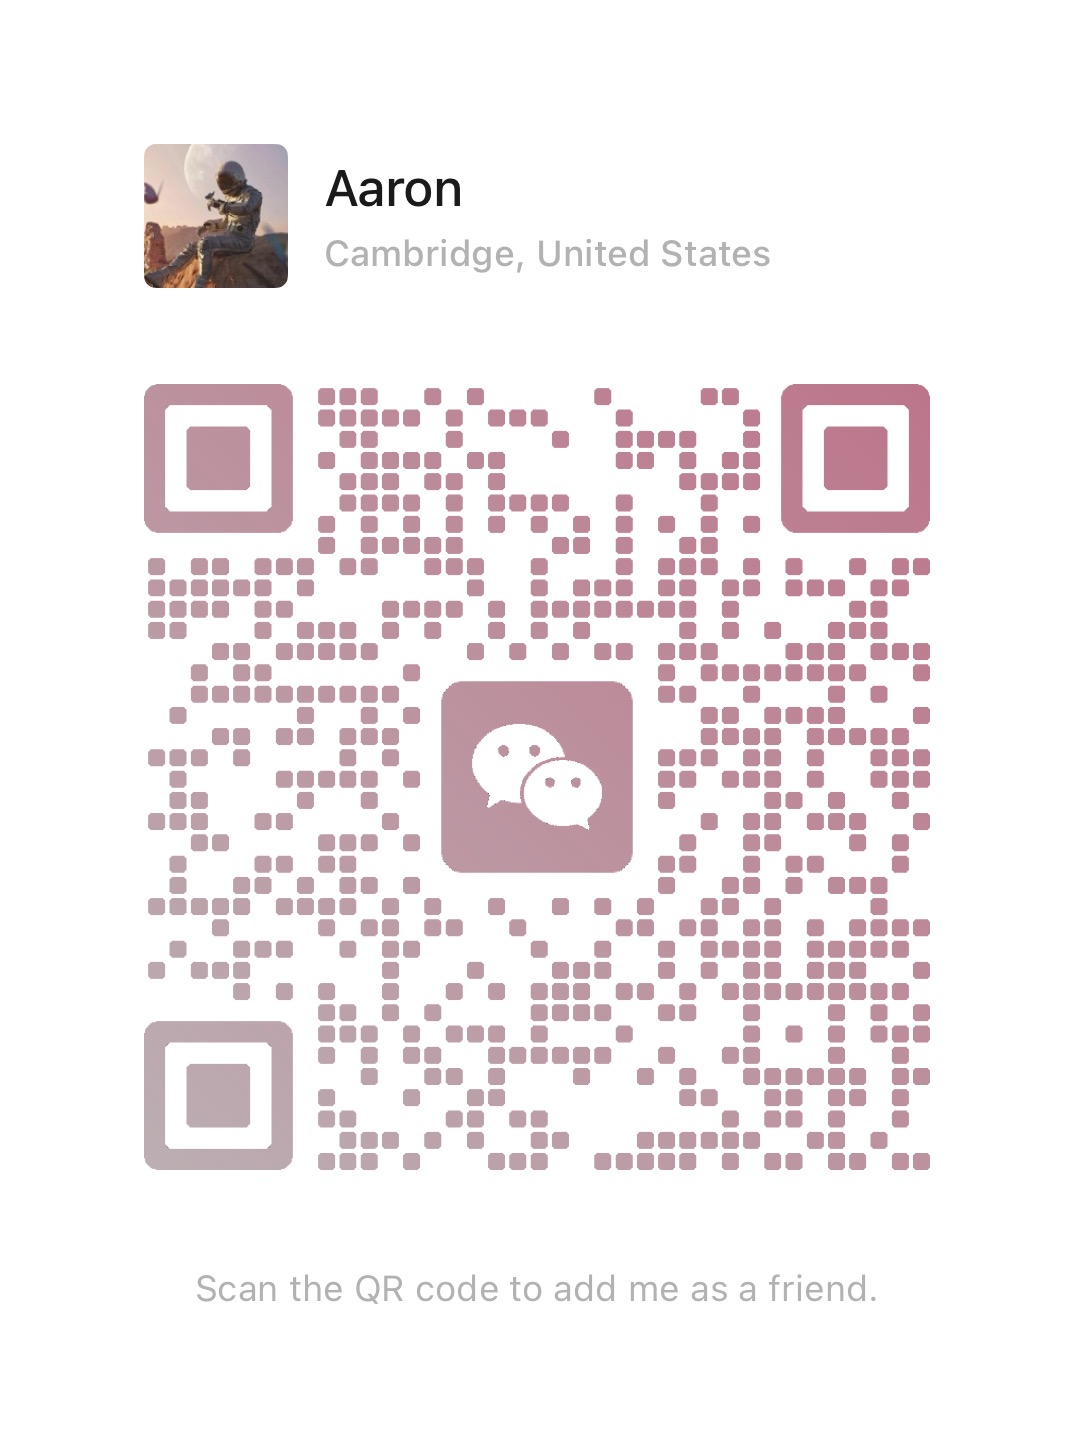 Aaron
Cambridge, United States
Scan the QR code to add me as a friend.